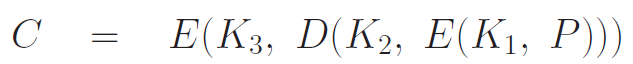 C = E(K₃, D(K₂, E(K₁, P)))